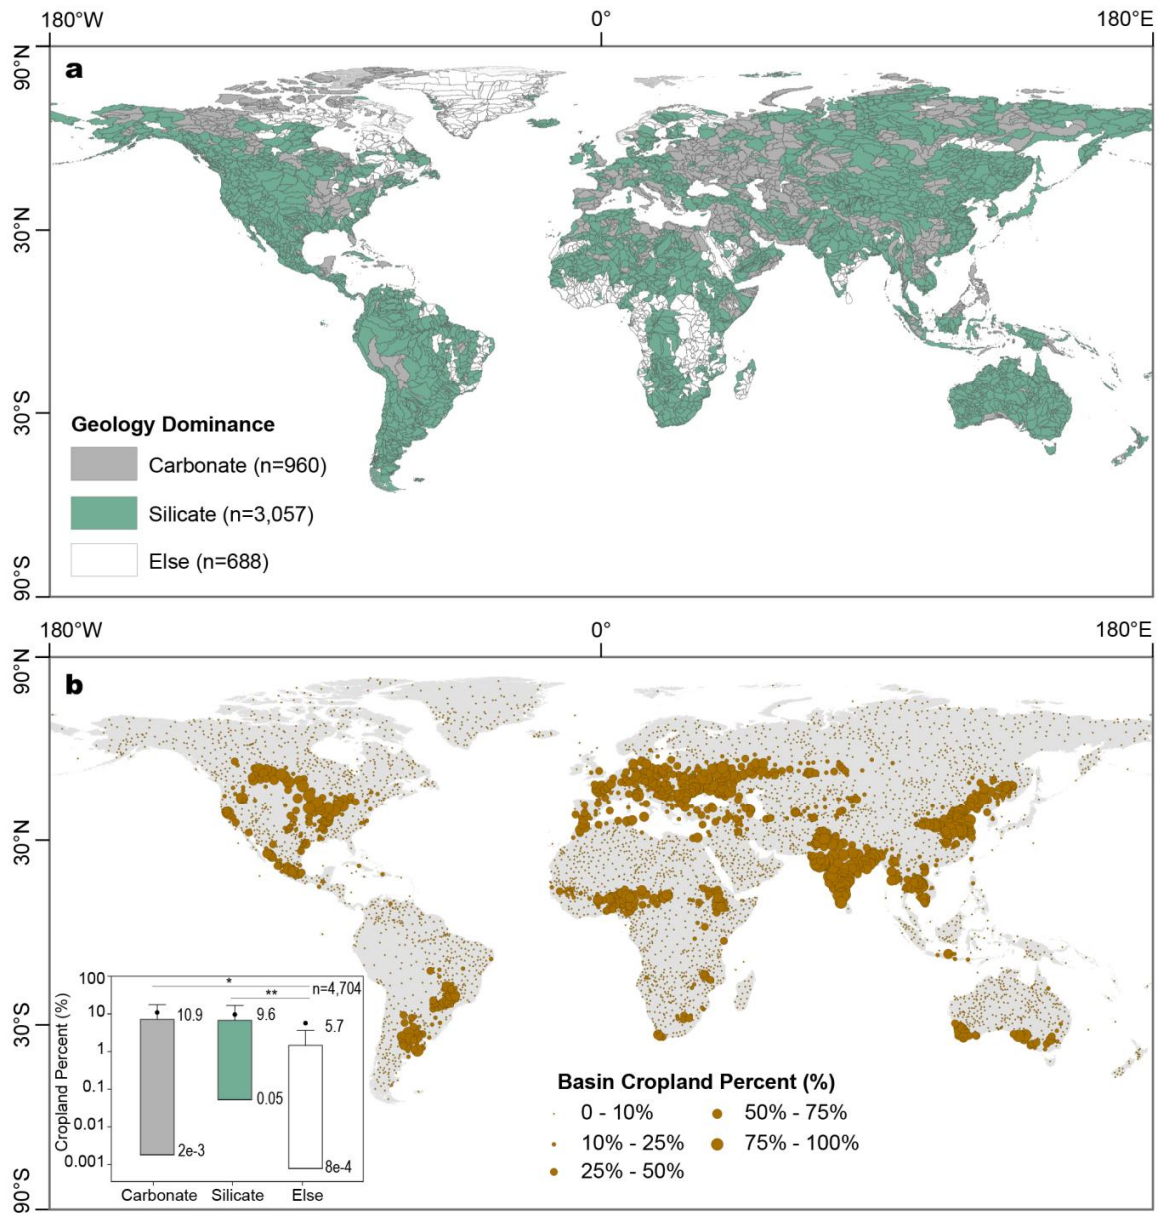 180°W 0° 180°E
90°N
a
30°N
30°S
Geology Dominance
Carbonate (n=960)
Silicate (n=3,057)
Else (n=688)
90°S
180°W 0° 180°E
90°N
b
30°N
30°S
90°S
Cropland Percent (%)
100
10
1
0.1
0.01
0.001
*
n=4,704
**
10.9
9.6
5.7
0.05
2e-3
8e-4
Carbonate Silicate Else
Basin Cropland Percent (%)
0 - 10%
10% - 25%
25% - 50%
50% - 75%
75% - 100%